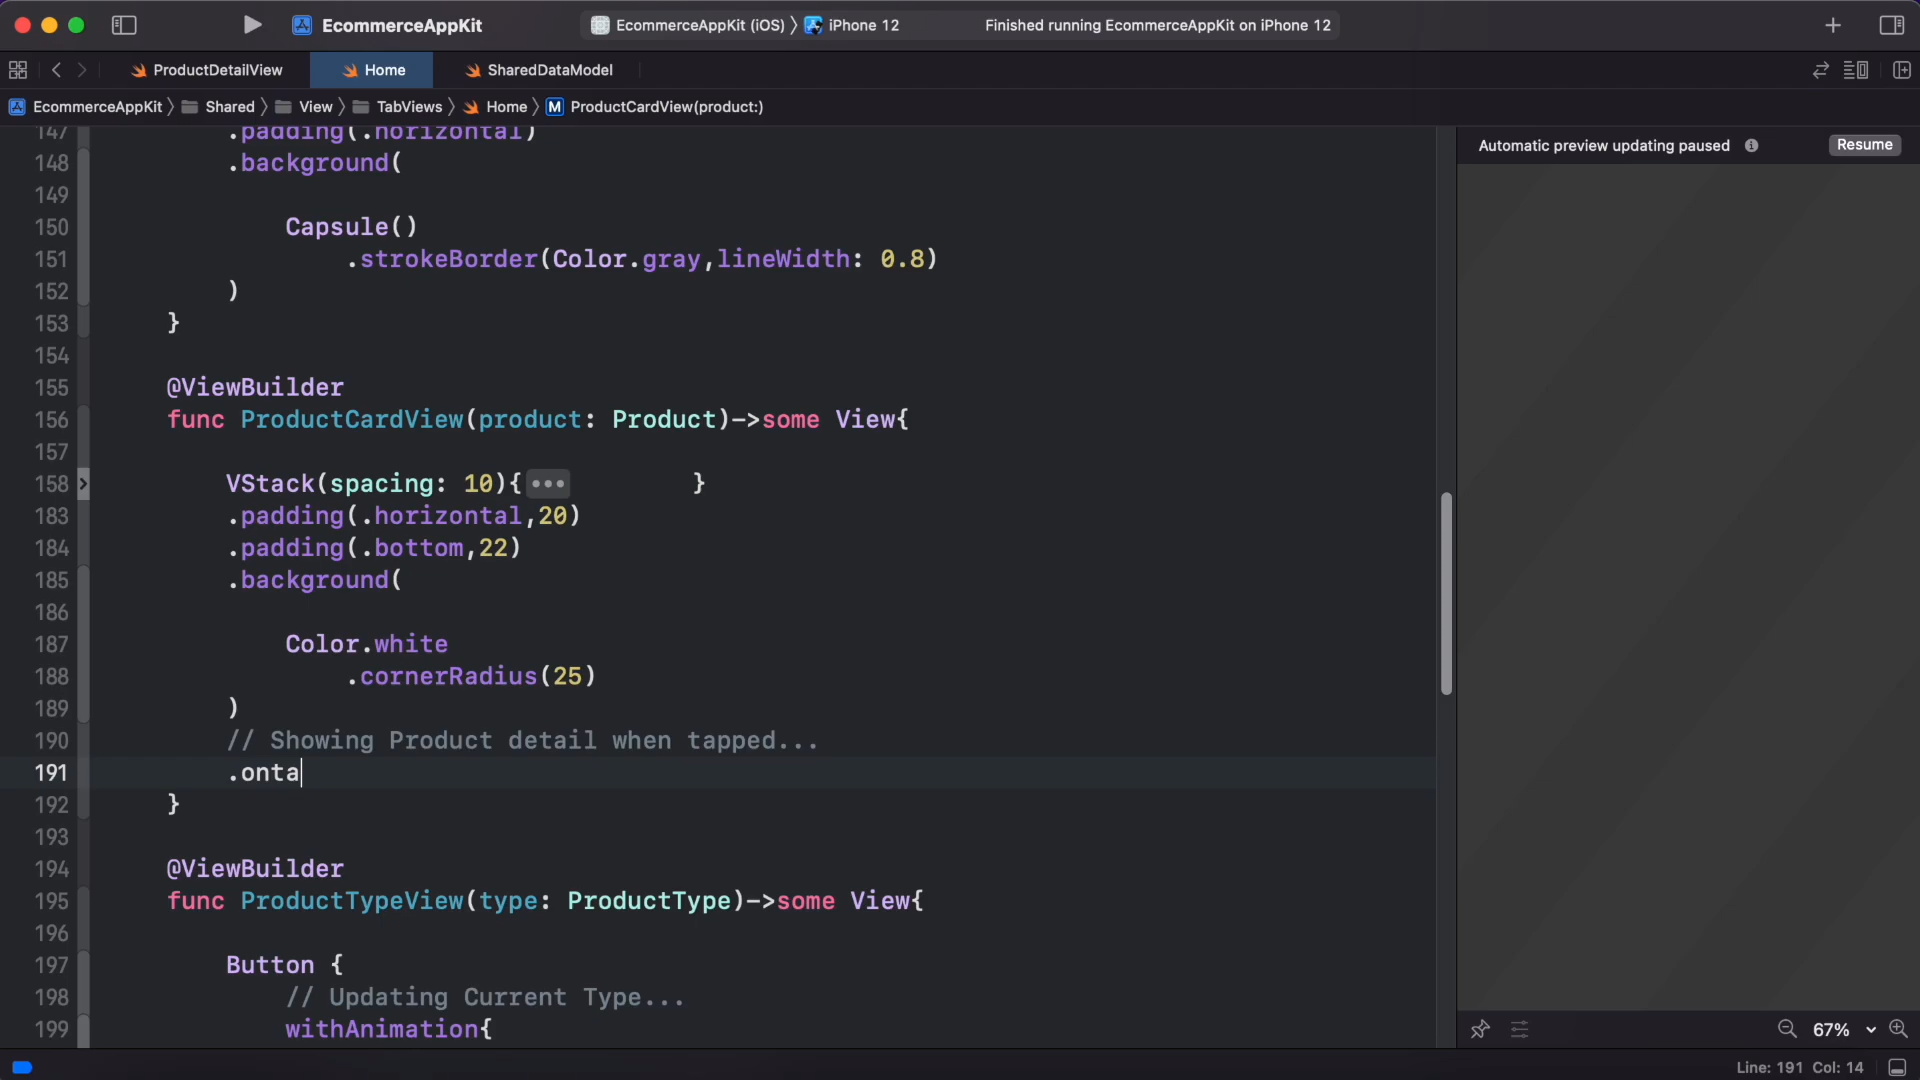 EcommerceAppKit
EcommerceAppKit (iOS) 〉 iPhone 12
Finished running EcommerceAppKit on iPhone 12
ProductDetailView
Home
SharedDataModel
EcommerceAppKit 〉 Shared 〉 View 〉 TabViews 〉 Home 〉 M ProductCardView(product:)
Automatic preview updating paused
Resume
147 .padding(.horizontal)
148 .background(
149
150 Capsule()
151 .strokeBorder(Color.gray,lineWidth: 0.8)
152 )
153 }
154
155 @ViewBuilder
156 func ProductCardView(product: Product)->some View{
157
158 VStack(spacing: 10){••• }
183 .padding(.horizontal,20)
184 .padding(.bottom,22)
185 .background(
186
187 Color.white
188 .cornerRadius(25)
189 )
190 // Showing Product detail when tapped...
191 .onta
192 }
193
194 @ViewBuilder
195 func ProductTypeView(type: ProductType)->some View{
196
197 Button {
198 // Updating Current Type...
199 withAnimation{
67%
Line: 191 Col: 14